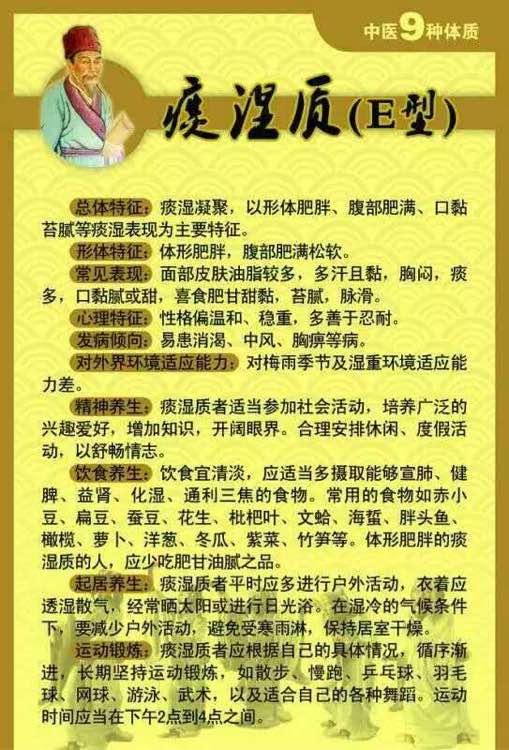 中医9种体质
痰湿质(E型)
总体特征：痰湿凝聚，以形体肥胖、腹部肥满、口黏
苔腻等痰湿表现为主要特征。
形体特征：体形肥胖，腹部肥满松软。
常见表现：面部皮肤油脂较多，多汗且黏，胸闷，痰
多，口黏腻或甜，喜食肥甘甜黏，苔腻，脉滑。
心理特征：性格偏温和、稳重，多善于忍耐。
发病倾向：易患消渴、中风、胸痹等病。
对外界环境适应能力：对梅雨季节及湿重环境适应能
力差。
精神养生：痰湿质者适当参加社会活动，培养广泛的
兴趣爱好，增加知识，开阔眼界。合理安排休闲、度假活
动，以舒畅情志。
饮食养生：饮食宜清淡，应适当多摄取能够宣肺、健
脾、益肾、化湿、通利三焦的食物。常用的食物如赤小
豆、扁豆、蚕豆、花生、枇杷叶、文蛤、海蜇、胖头鱼、
橄榄、萝卜、洋葱、冬瓜、紫菜、竹笋等。体形肥胖的痰
湿质的人，应少吃肥甘油腻之品。
起居养生：痰湿质者平时应多进行户外活动，衣着应
透湿散气，经常晒太阳或进行日光浴。在湿冷的气候条件
下，要减少户外活动，避免受寒雨淋，保持居室干燥。
运动锻炼：痰湿质者应根据自己的具体情况，循序渐
进，长期坚持运动锻炼，如散步、慢跑、乒乓球、羽毛
球、网球、游泳、武术，以及适合自己的各种舞蹈。运动
时间应当在下午2点到4点之间。